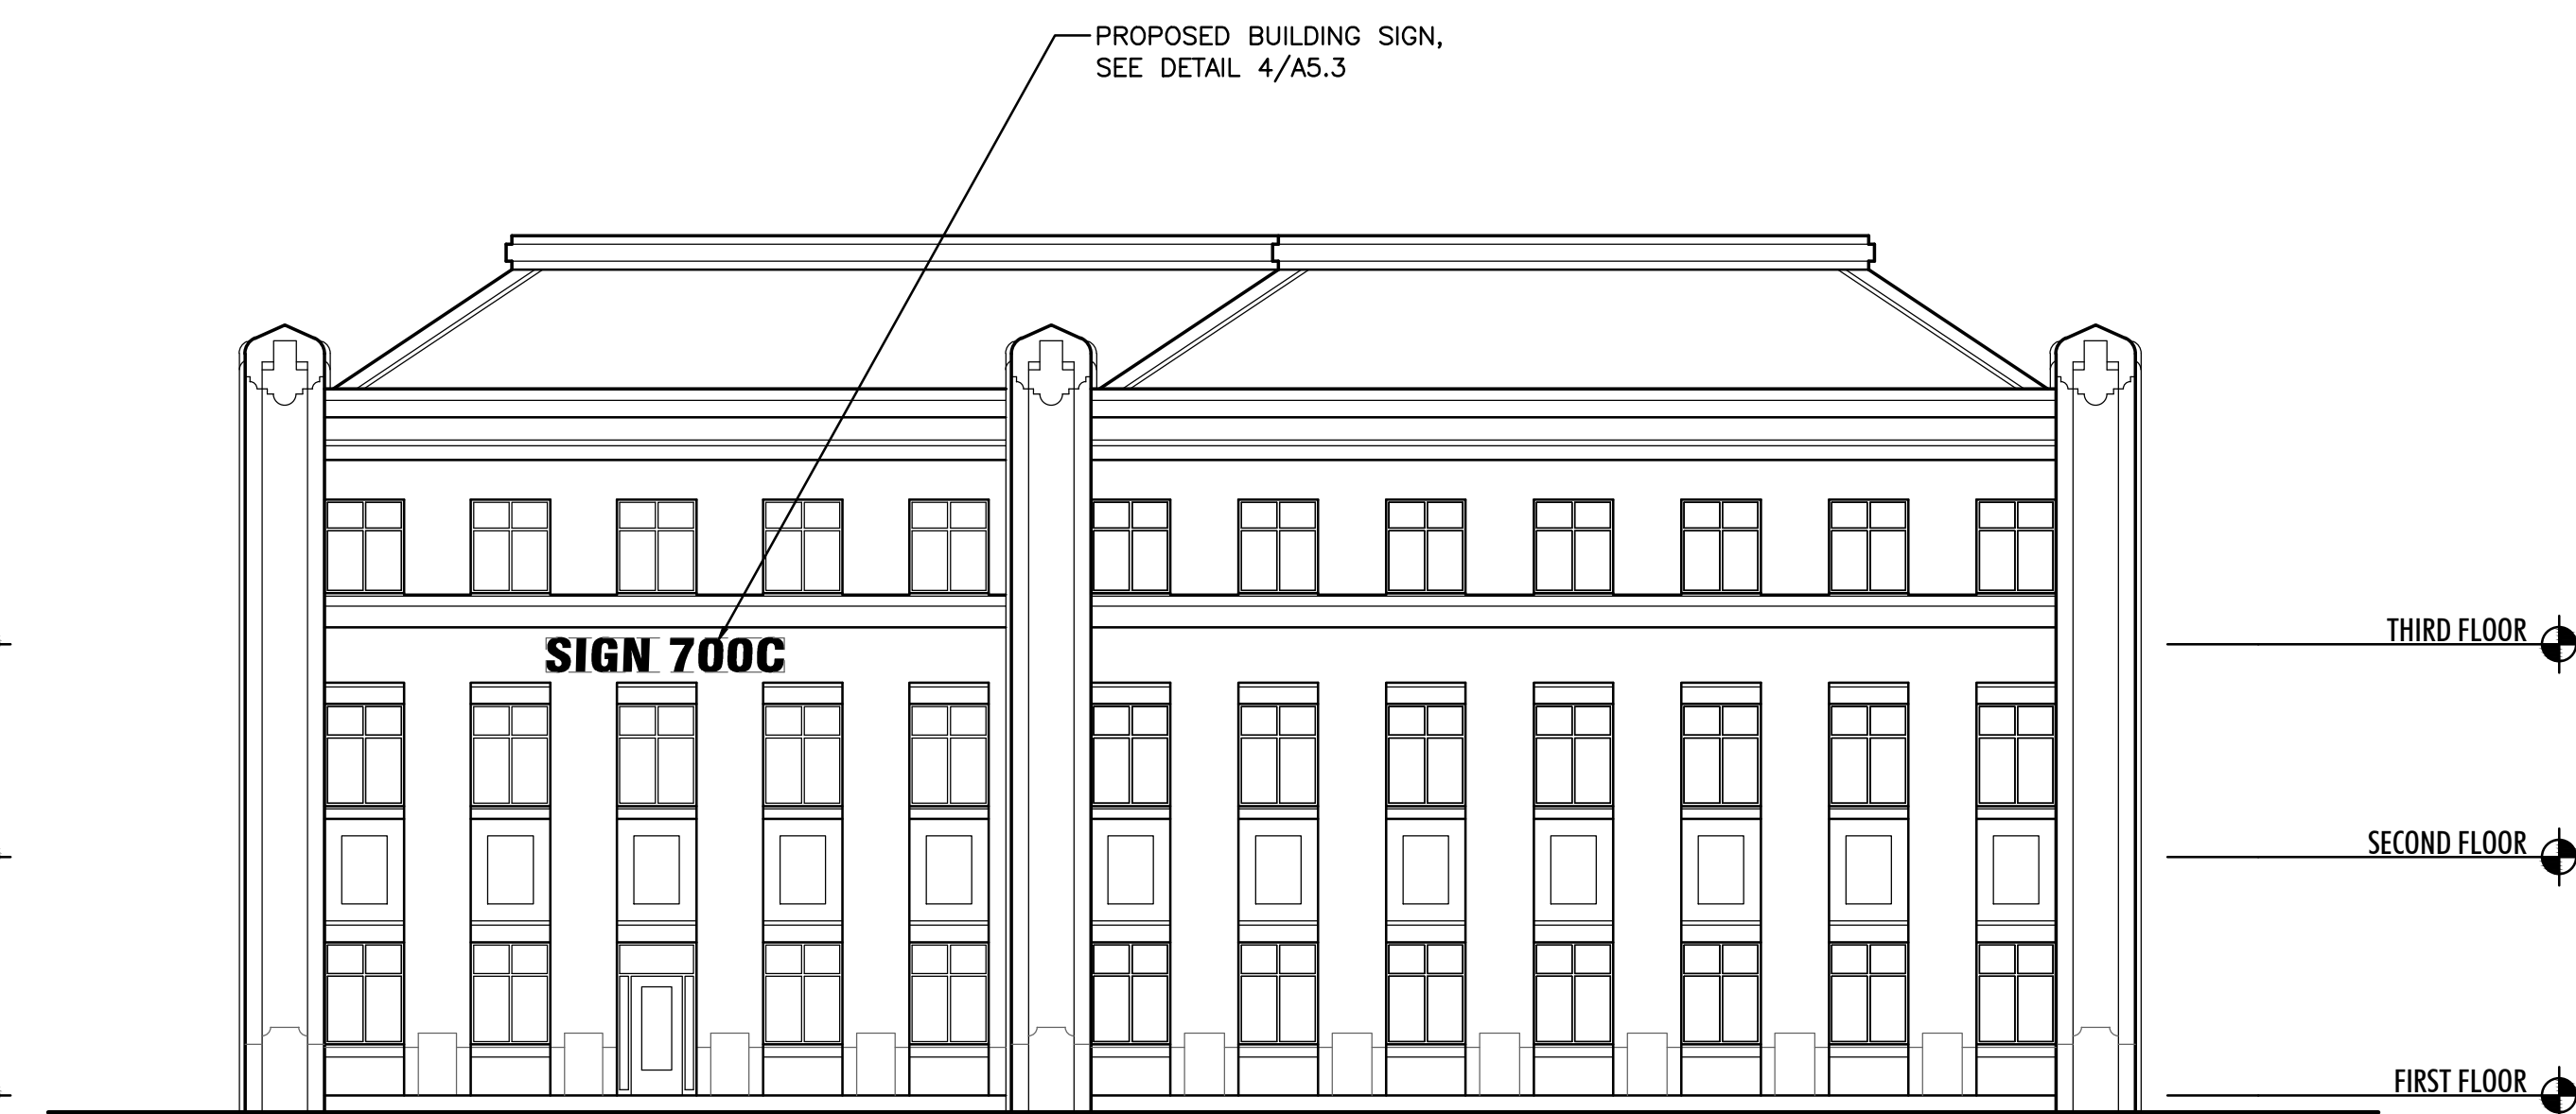 PROPOSED BUILDING SIGN,
SEE DETAIL 4/A5.3
SIGN 700C
THIRD FLOOR
SECOND FLOOR
FIRST FLOOR